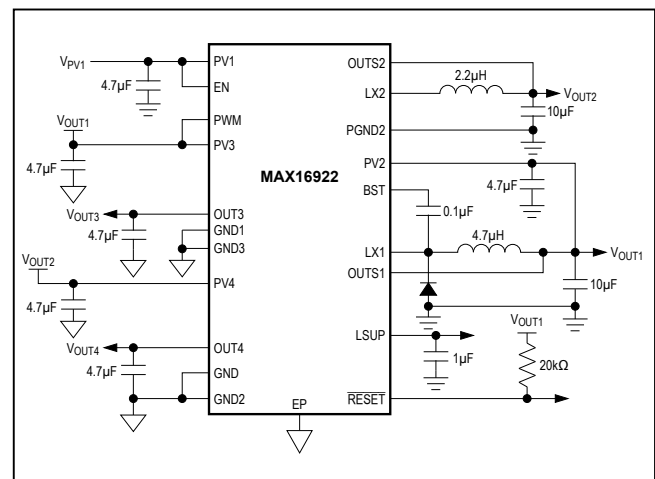 V_PV1
4.7µF
PV1
EN
V_OUT1
PWM
PV3
4.7µF
V_OUT3
OUT3
4.7µF
GND1
GND3
V_OUT2
PV4
4.7µF
V_OUT4
OUT4
4.7µF
GND
GND2
MAX16922
EP
OUTS2
2.2µH
LX2
V_OUT2
10µF
PGND2
PV2
4.7µF
BST
0.1µF
4.7µH
LX1
V_OUT1
OUTS1
10µF
LSUP
V_OUT1
1µF
20kΩ
R̅E̅S̅E̅T̅